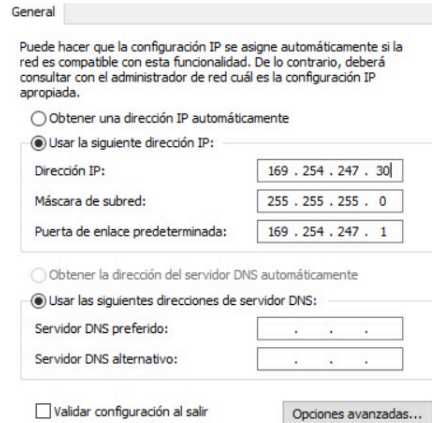 General
Puede hacer que la configuración IP se asigne automáticamente si la
red es compatible con esta funcionalidad. De lo contrario, deberá
consultar con el administrador de red cuál es la configuración IP
apropiada.
Obtener una dirección IP automáticamente
Usar la siguiente dirección IP:
Dirección IP: 169 . 254 . 247 . 30
Máscara de subred: 255 . 255 . 255 . 0
Puerta de enlace predeterminada: 169 . 254 . 247 . 1
Obtener la dirección del servidor DNS automáticamente
Usar las siguientes direcciones de servidor DNS:
Servidor DNS preferido: . . .
Servidor DNS alternativo: . . .
Validar configuración al salir Opciones avanzadas...